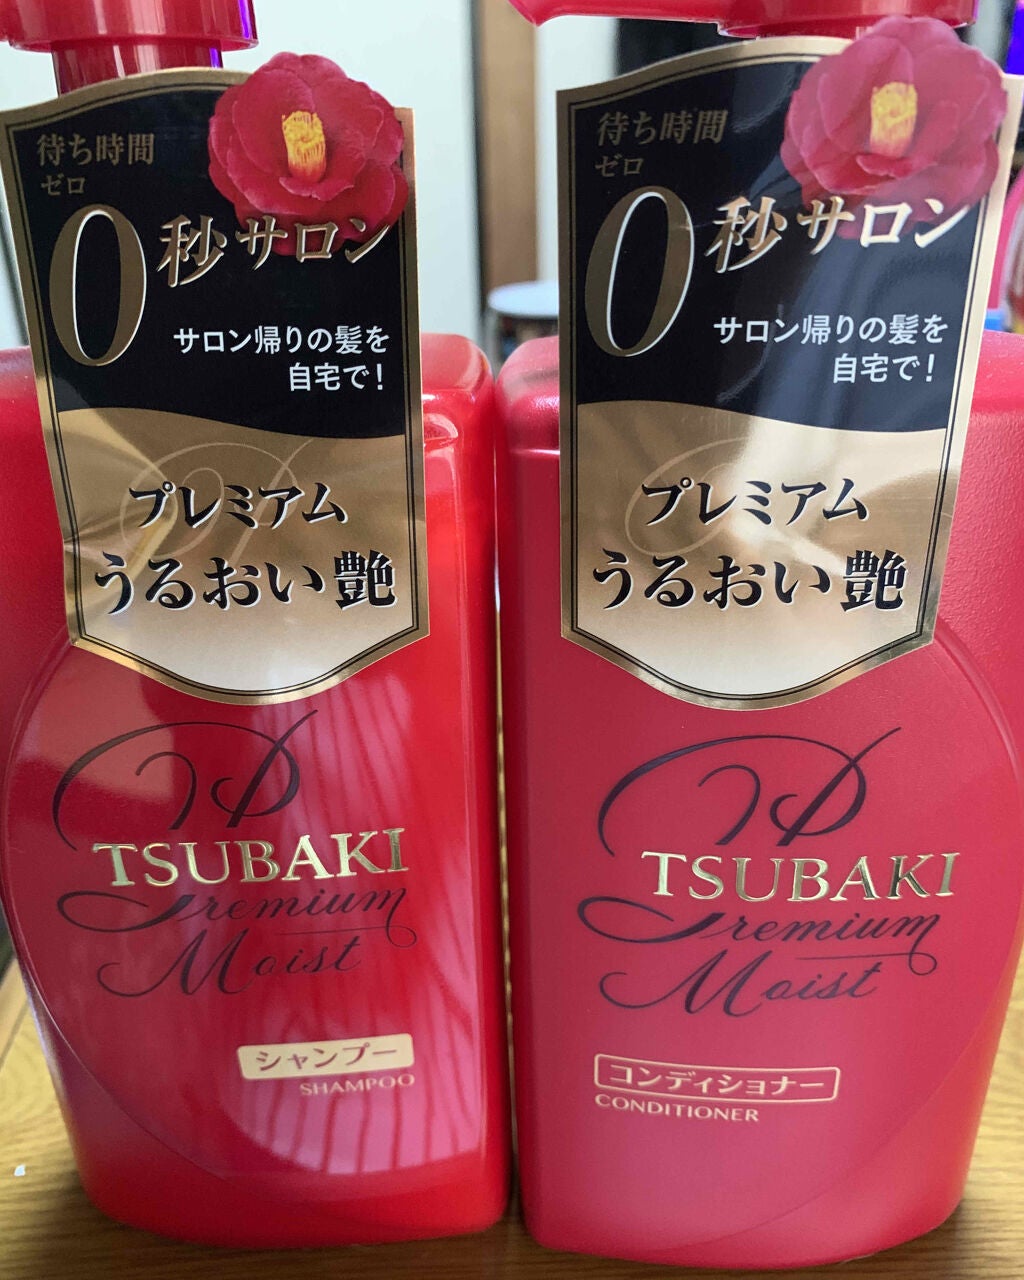 待ち時間
ゼロ
0秒サロン
サロン帰りの髪を
自宅で!
プレミアム
うるおい艶
TSUBAKI
Premium
Moist
シャンプー
SHAMPOO
待ち時間
ゼロ
0秒サロン
サロン帰りの髪を
自宅で!
プレミアム
うるおい艶
TSUBAKI
Premium
Moist
コンディショナー
CONDITIONER